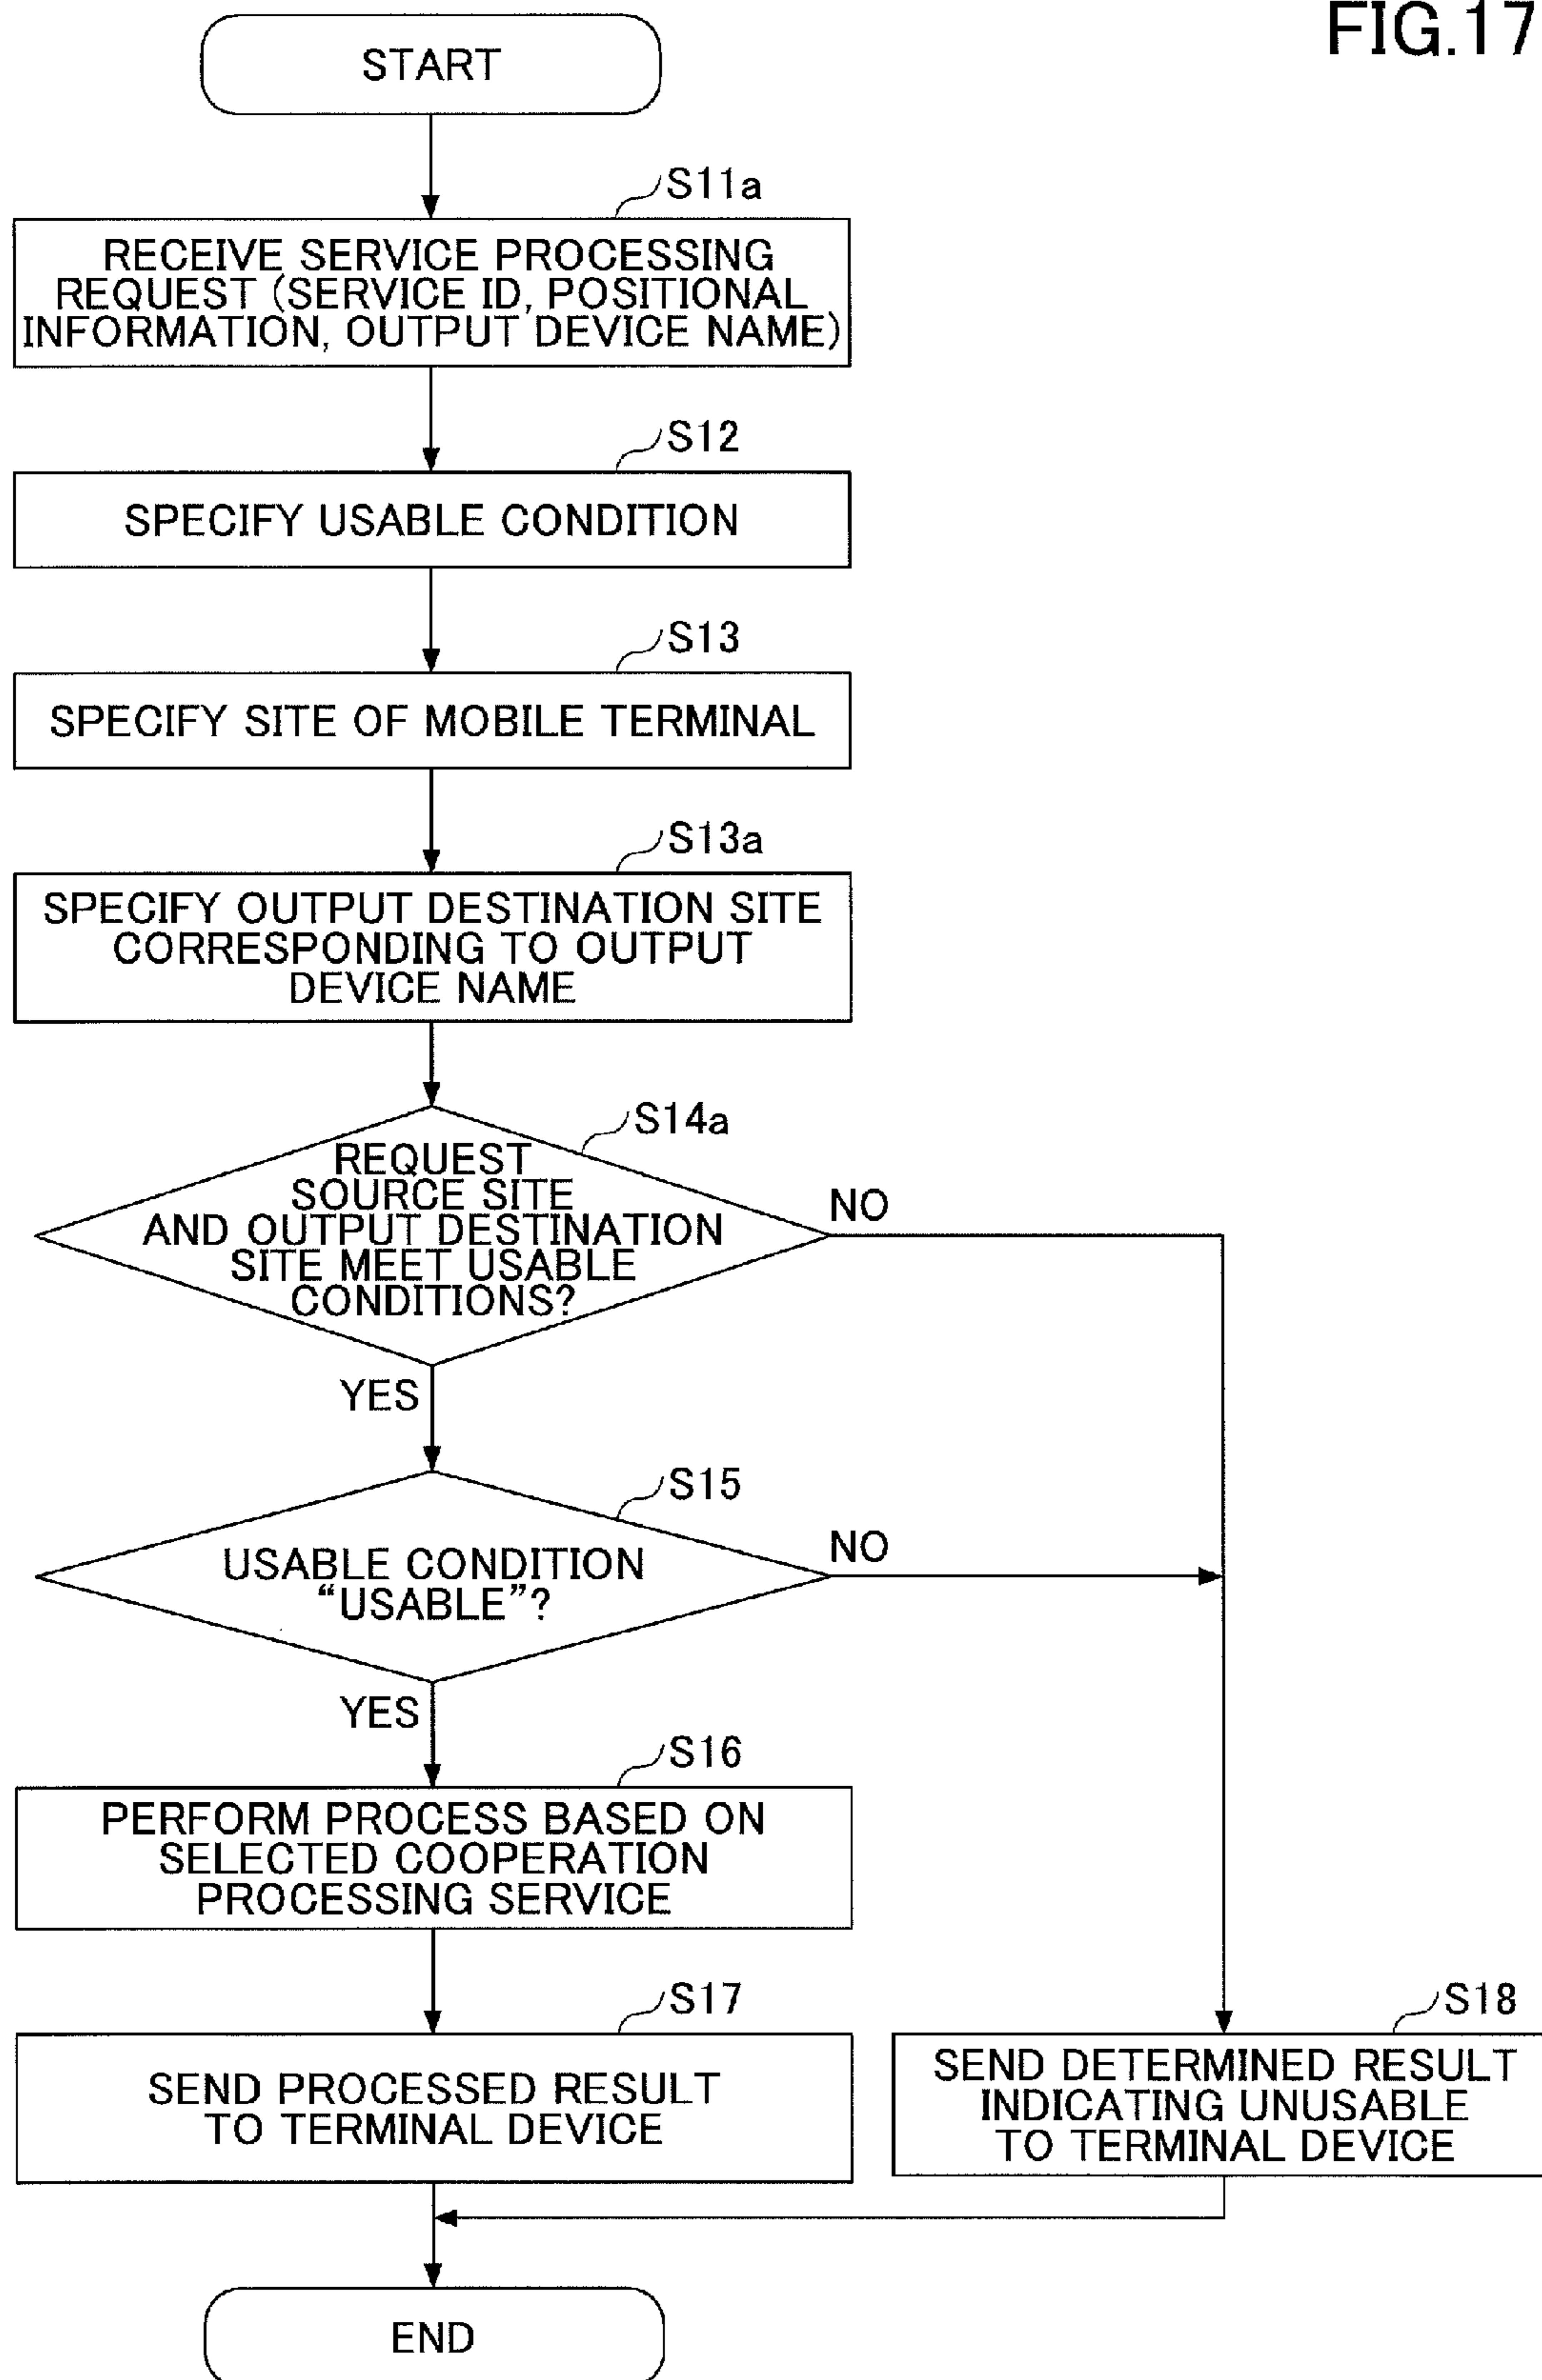 FIG.17
START
S11a
RECEIVE SERVICE PROCESSING
REQUEST (SERVICE ID, POSITIONAL
INFORMATION, OUTPUT DEVICE NAME)
S12
SPECIFY USABLE CONDITION
S13
SPECIFY SITE OF MOBILE TERMINAL
S13a
SPECIFY OUTPUT DESTINATION SITE
CORRESPONDING TO OUTPUT
DEVICE NAME
S14a
REQUEST
SOURCE SITE
AND OUTPUT DESTINATION
SITE MEET USABLE
CONDITIONS?
NO
YES
S15
USABLE CONDITION
“USABLE”?
NO
YES
S16
PERFORM PROCESS BASED ON
SELECTED COOPERATION
PROCESSING SERVICE
S17
SEND PROCESSED RESULT
TO TERMINAL DEVICE
S18
SEND DETERMINED RESULT
INDICATING UNUSABLE
TO TERMINAL DEVICE
END